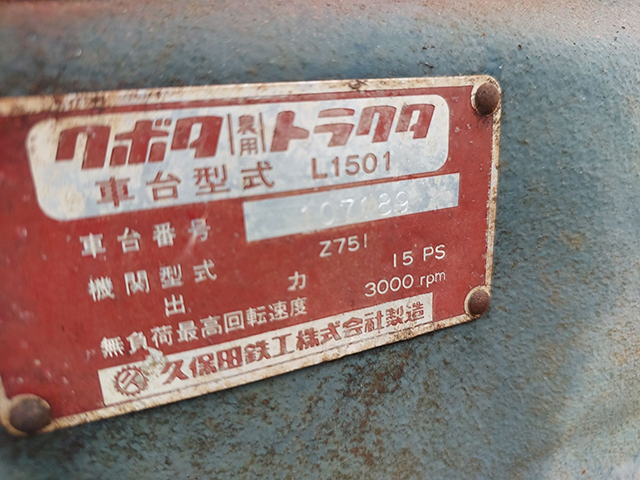 クボタ農用トラクタ
車台型式 L1501
車台番号 107189
機関型式 Z751
出力 15 PS
無負荷最高回転速度 3000 rpm
久保田鉄工株式会社製造